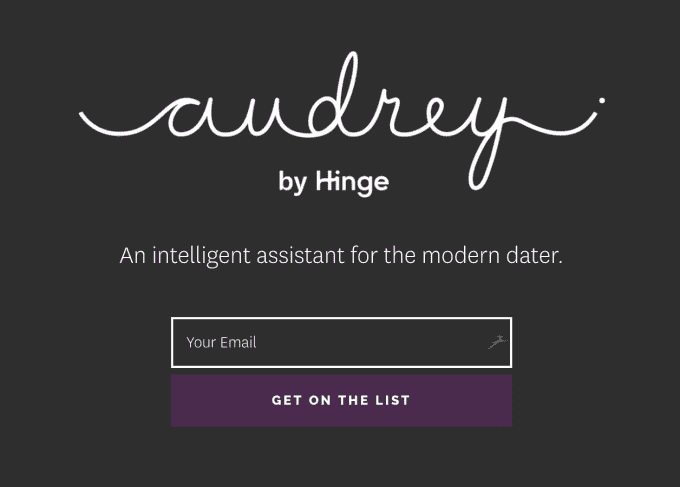 audrey
by Hinge
An intelligent assistant for the modern dater.
Your Email
GET ON THE LIST